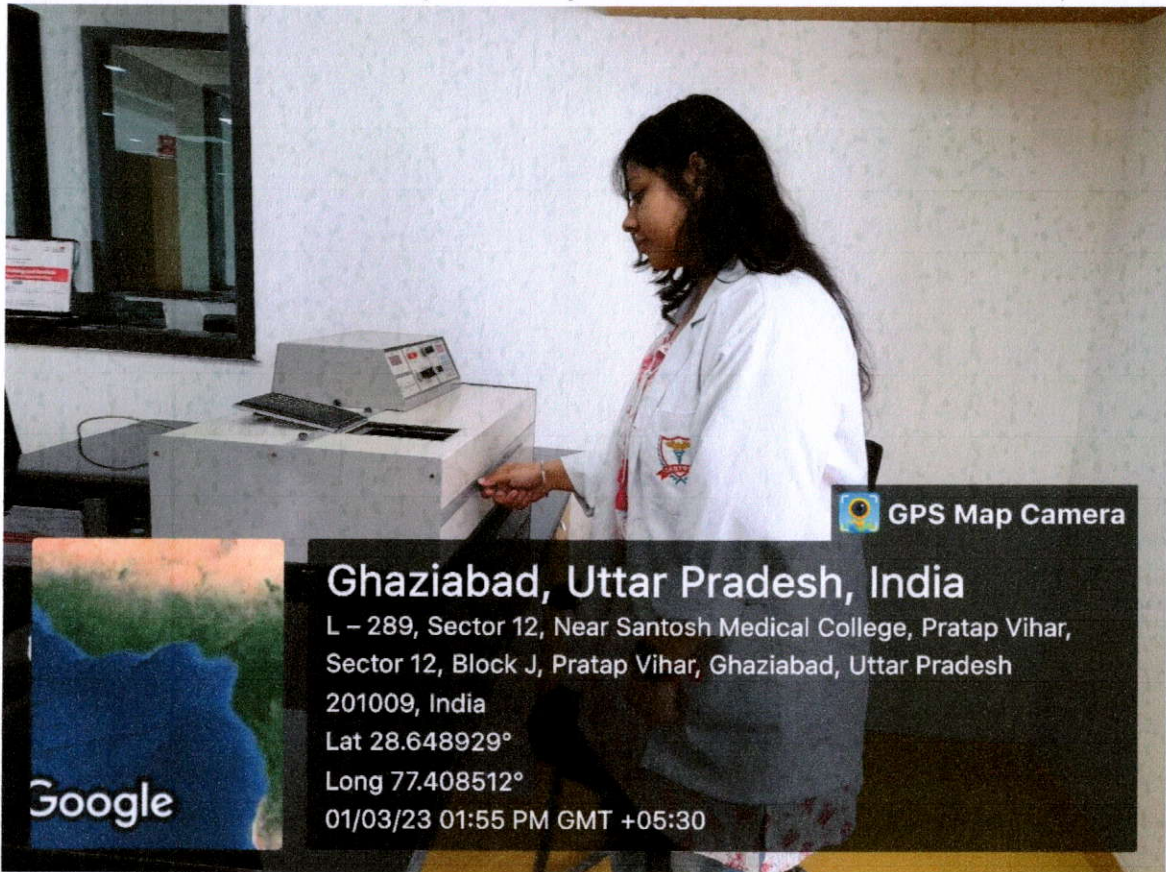 GPS Map Camera
Ghaziabad, Uttar Pradesh, India
L – 289, Sector 12, Near Santosh Medical College, Pratap Vihar,
Sector 12, Block J, Pratap Vihar, Ghaziabad, Uttar Pradesh
201009, India
Lat 28.648929°
Long 77.408512°
01/03/23 01:55 PM GMT +05:30
Google